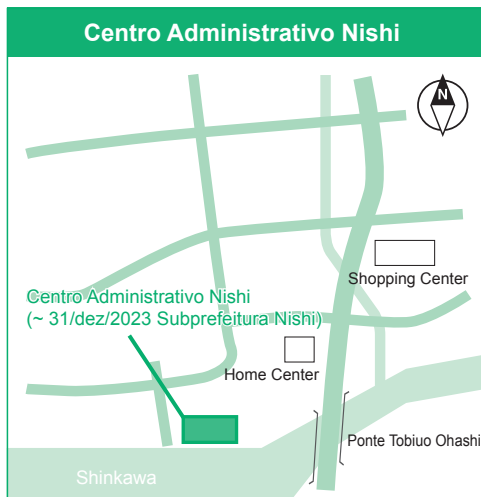 Centro Administrativo Nishi
N
Shopping Center
Centro Administrativo Nishi
(~ 31/dez/2023 Subprefeitura Nishi)
Home Center
Ponte Tobiuo Ohashi
Shinkawa